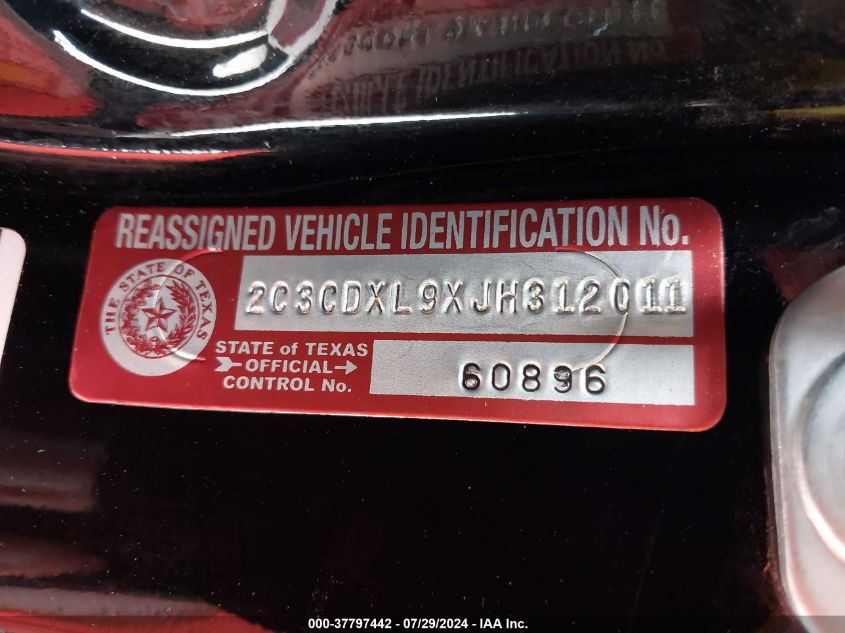 REASSIGNED VEHICLE IDENTIFICATION No.
2C3CDXL9XJH312011
THE STATE OF TEXAS
STATE of TEXAS
OFFICIAL
CONTROL No.
60896
000-37797442 - 07/29/2024 - IAA Inc.